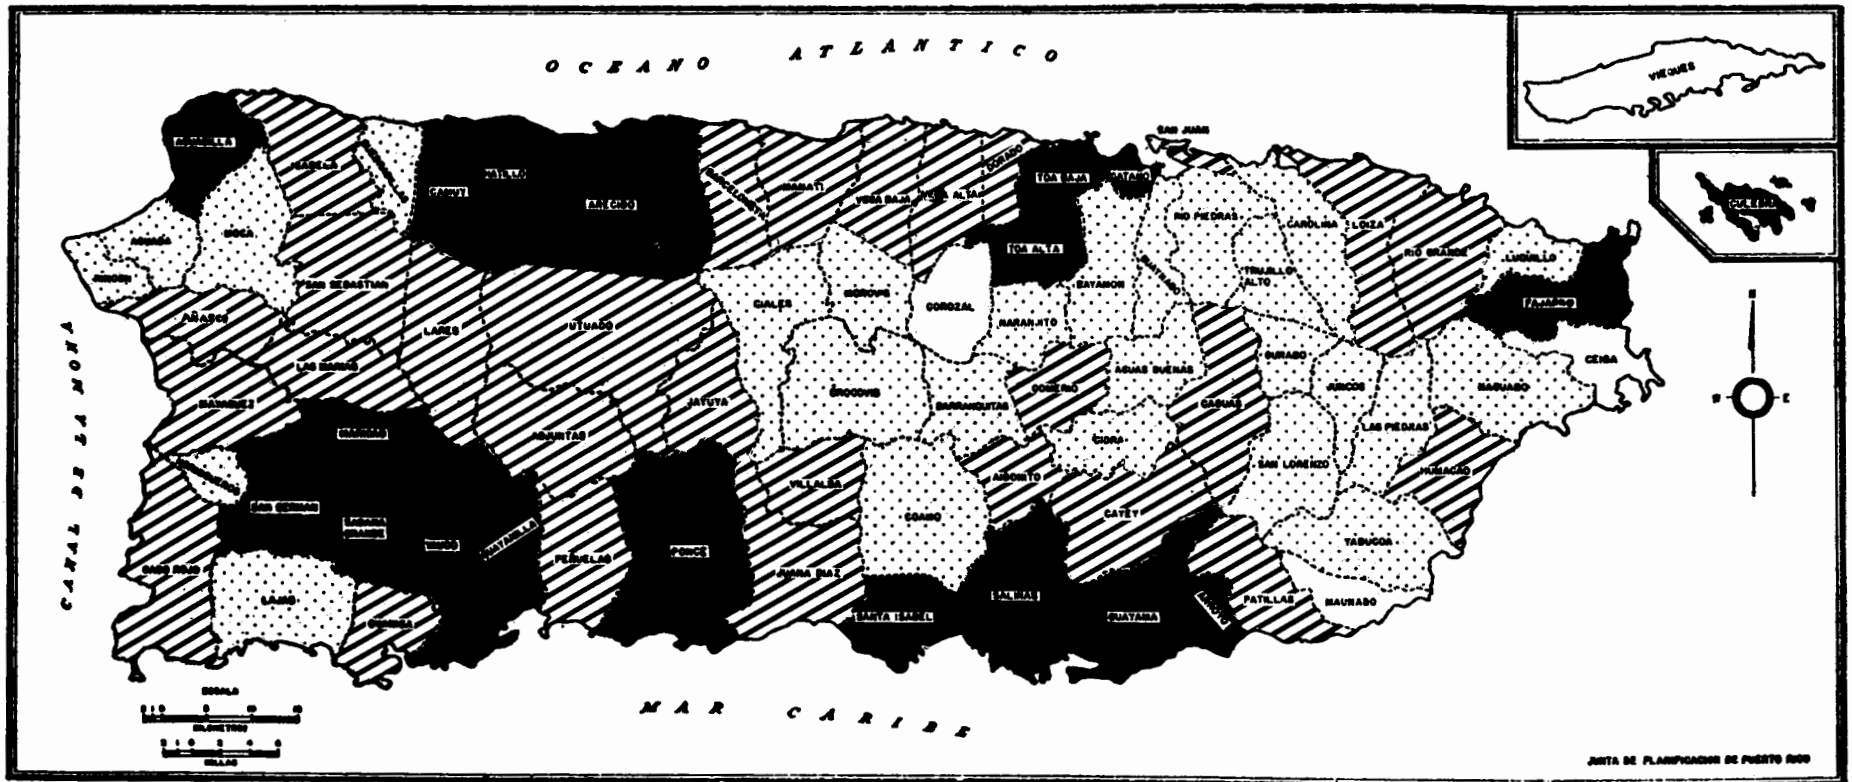 OCEANO ATLANTICO
VIEQUES
SAN JUAN
AGUADILLA
ISABELA
HATILLO
CAMUY
ARECIBO
BARCELONETA
MANATI
VEGA BAJA
VEGA ALTA
DORADO
TOA BAJA
CATANO
CULEBRA
RIO PIEDRAS
CAROLINA
LOIZA
AGUADA
MOCA
TOA ALTA
RIO GRANDE
LUQUILLO
RINCON
SAN SEBASTIAN
CIALES
MOROVIS
COROZAL
BAYAMON
GUAYNABO
TRUJILLO
ALTO
FAJARDO
N
AÑASCO
LARES
UTUADO
NARANJITO
LAS MARIAS
AGUAS BUENAS
GURABO
CEIBA
JUNCOS
NAGUABO
MAYAGUEZ
JAYUYA
OROCOVIS
BARRANQUITAS
COMERIO
CAGUAS
W
E
MARICAO
ADJUNTAS
CIDRA
LAS PIEDRAS
CANAL DE LA MONA
HORMIGUEROS
VILLALBA
AIBONITO
SAN LORENZO
HUMACAO
SAN GERMAN
SABANA
GRANDE
YAUCO
GUAYANILLA
COAMO
CAYEY
YABUCOA
CABO ROJO
PEÑUELAS
PONCE
JUANA DIAZ
LAJAS
GUANICA
SANTA ISABEL
SALINAS
GUAYAMA
ARROYO
PATILLAS
MAUNABO
ESCALA
KILOMETROS
MILLAS
MAR CARIBE
JUNTA DE PLANIFICACION DE PUERTO RICO